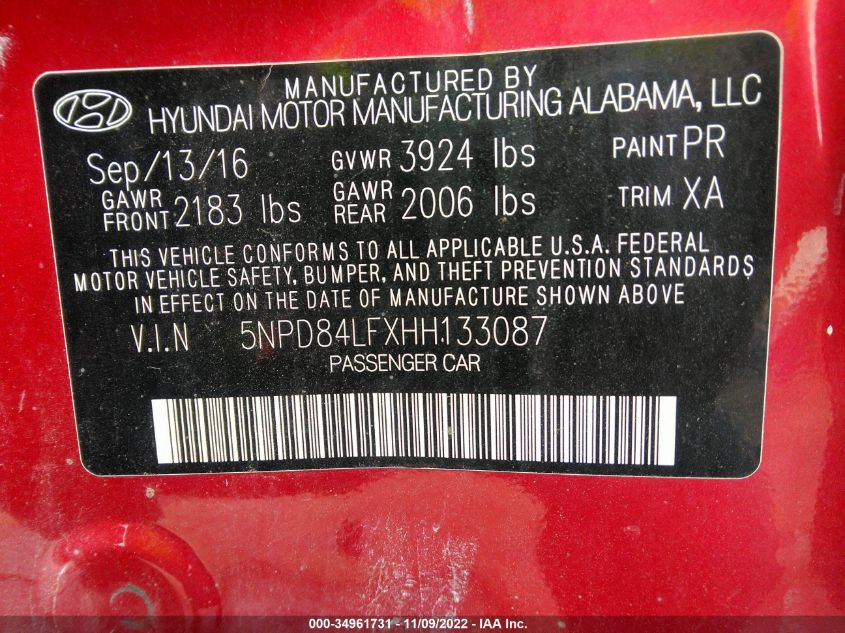 MANUFACTURED BY
HYUNDAI MOTOR MANUFACTURING ALABAMA, LLC
Sep/13/16 GVWR 3924 lbs PAINT PR
GAWR FRONT 2183 lbs GAWR REAR 2006 lbs TRIM XA
THIS VEHICLE CONFORMS TO ALL APPLICABLE U.S.A. FEDERAL
MOTOR VEHICLE SAFETY, BUMPER, AND THEFT PREVENTION STANDARDS
IN EFFECT ON THE DATE OF MANUFACTURE SHOWN ABOVE
V.I.N 5NPD84LFXHH133087
PASSENGER CAR
000-34961731 - 11/09/2022 - IAA Inc.